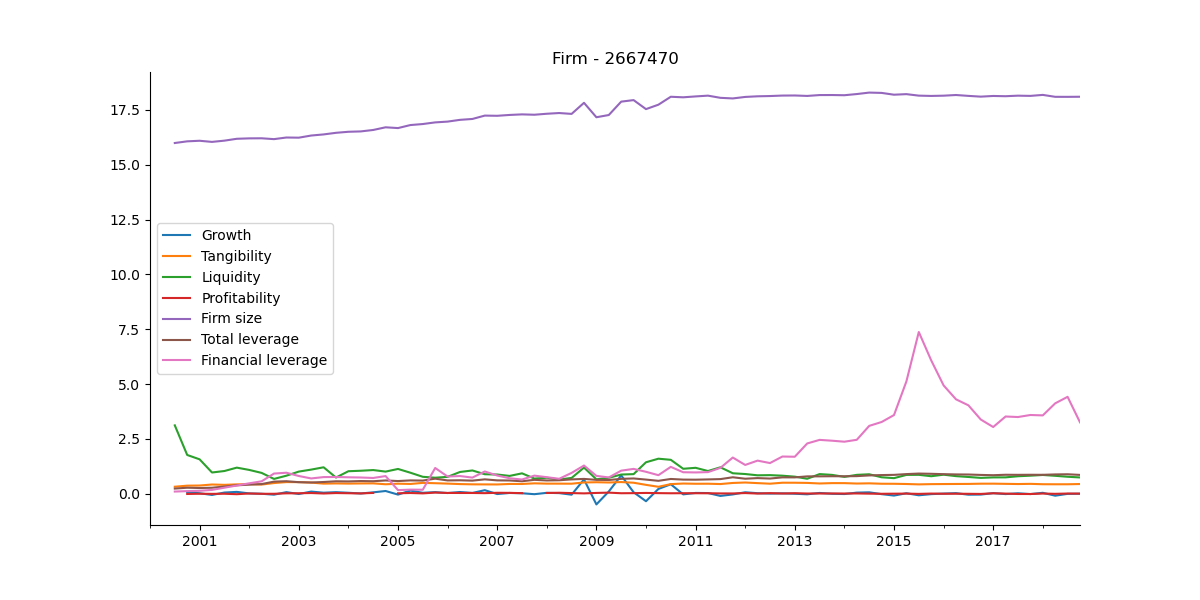 Firm - 2667470
17.5
15.0
12.5
10.0
7.5
5.0
2.5
0.0
Growth
Tangibility
Liquidity
Profitability
Firm size
Total leverage
Financial leverage
2001 2003 2005 2007 2009 2011 2013 2015 2017